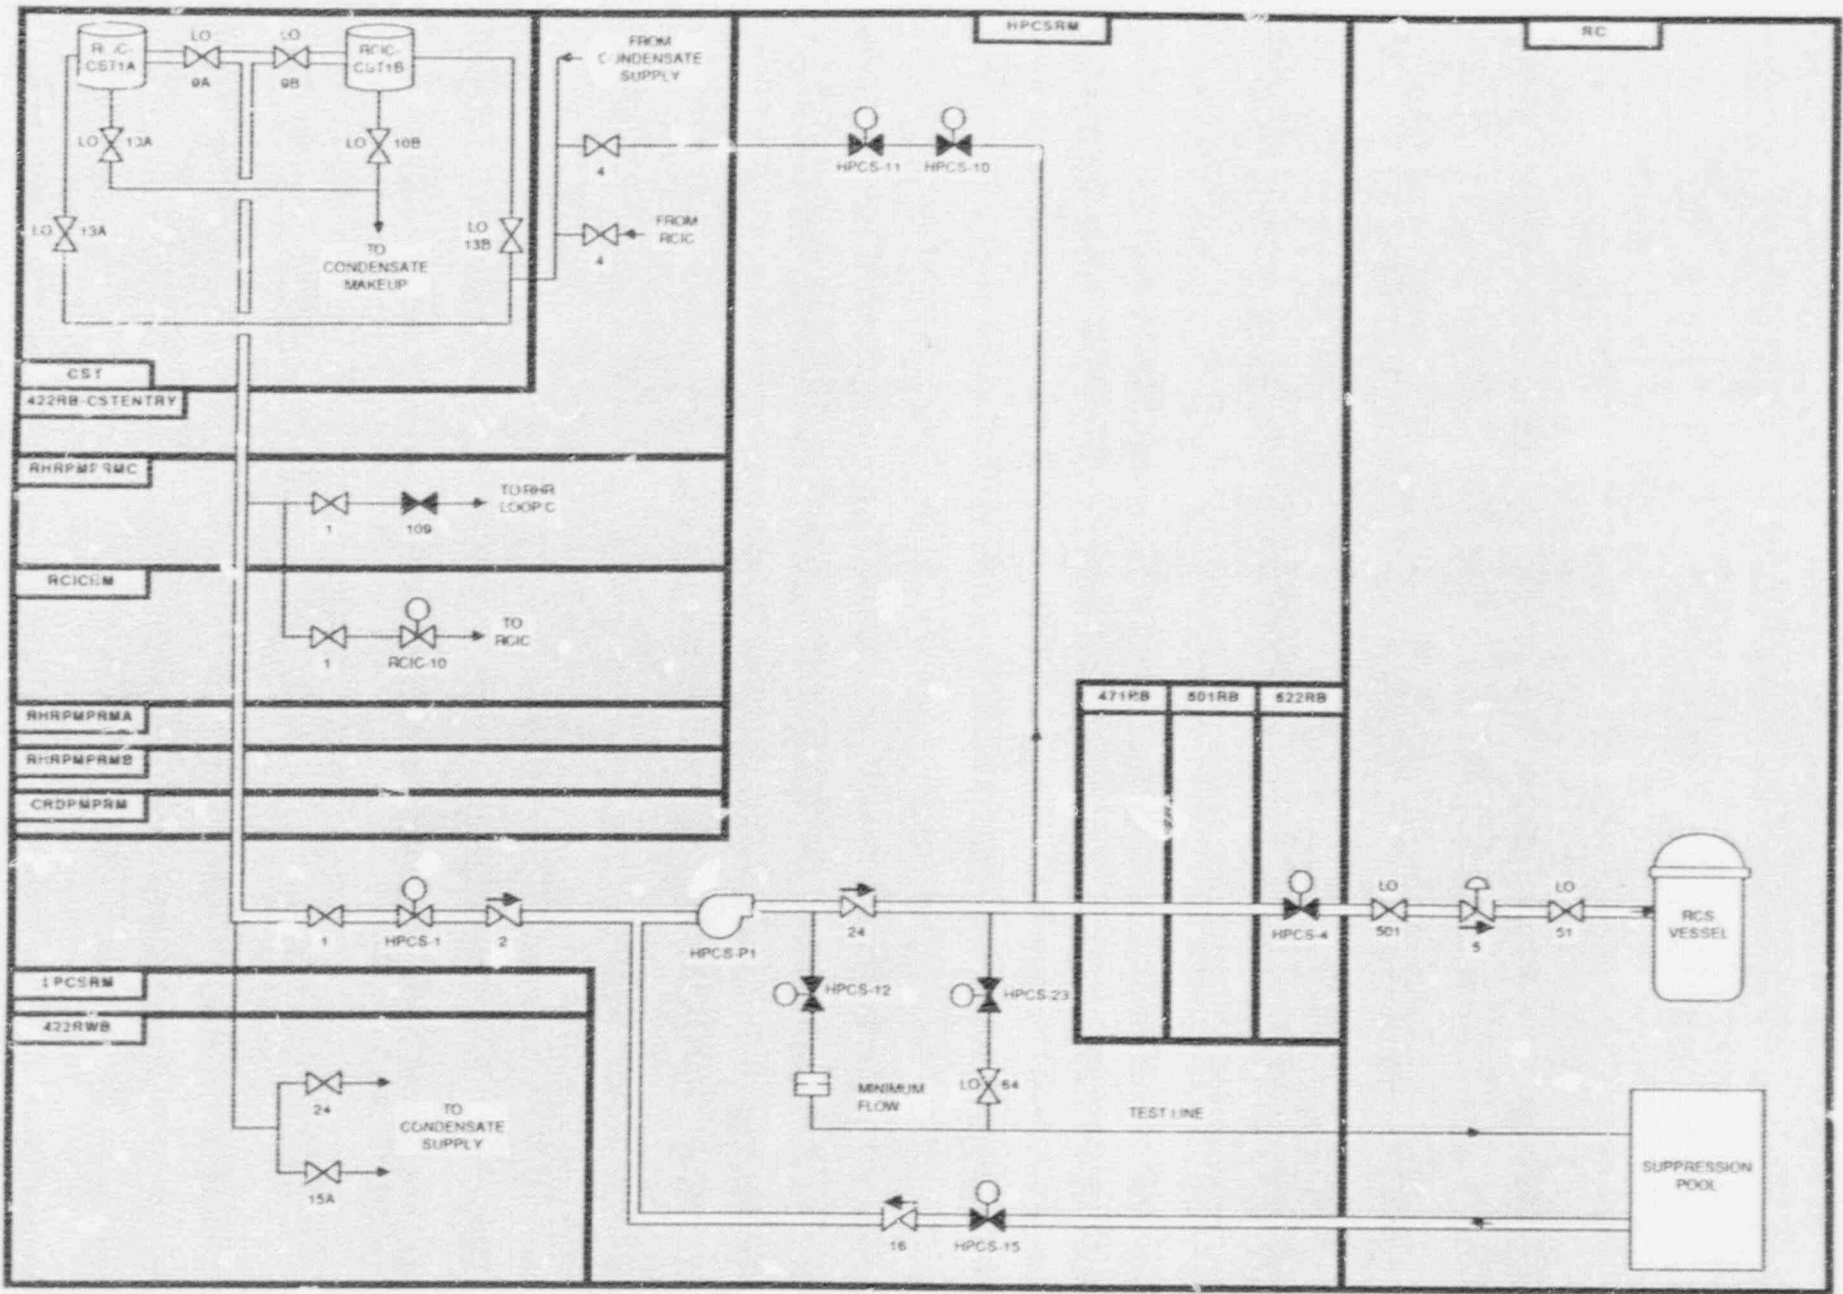 HPCSRM
RC
LO
LO
CST1A
RCIC-
CST1B
9A
9B
FROM
CONDENSATE
SUPPLY
LO
10A
LO
10B
4
HPCS-11
HPCS-10
LO
13A
LO
13B
FROM
RCIC
4
TO
CONDENSATE
MAKEUP
CST
422RB-CSTENTRY
RHRPMPRMC
TO RHR
LOOP C
1
109
RCICRM
TO
RCIC
1
RCIC-10
RHRPMPRMA
RHRPMPRMB
CRDPMPRM
471RB
501RB
522RB
1
HPCS-1
2
HPCS-P1
24
HPCS-4
LO
501
5
LO
51
RCS
VESSEL
LPCSRM
422RWB
HPCS-12
HPCS-23
24
15A
TO
CONDENSATE
SUPPLY
MINIMUM
FLOW
LO
64
TEST LINE
SUPPRESSION
POOL
16
HPCS-15